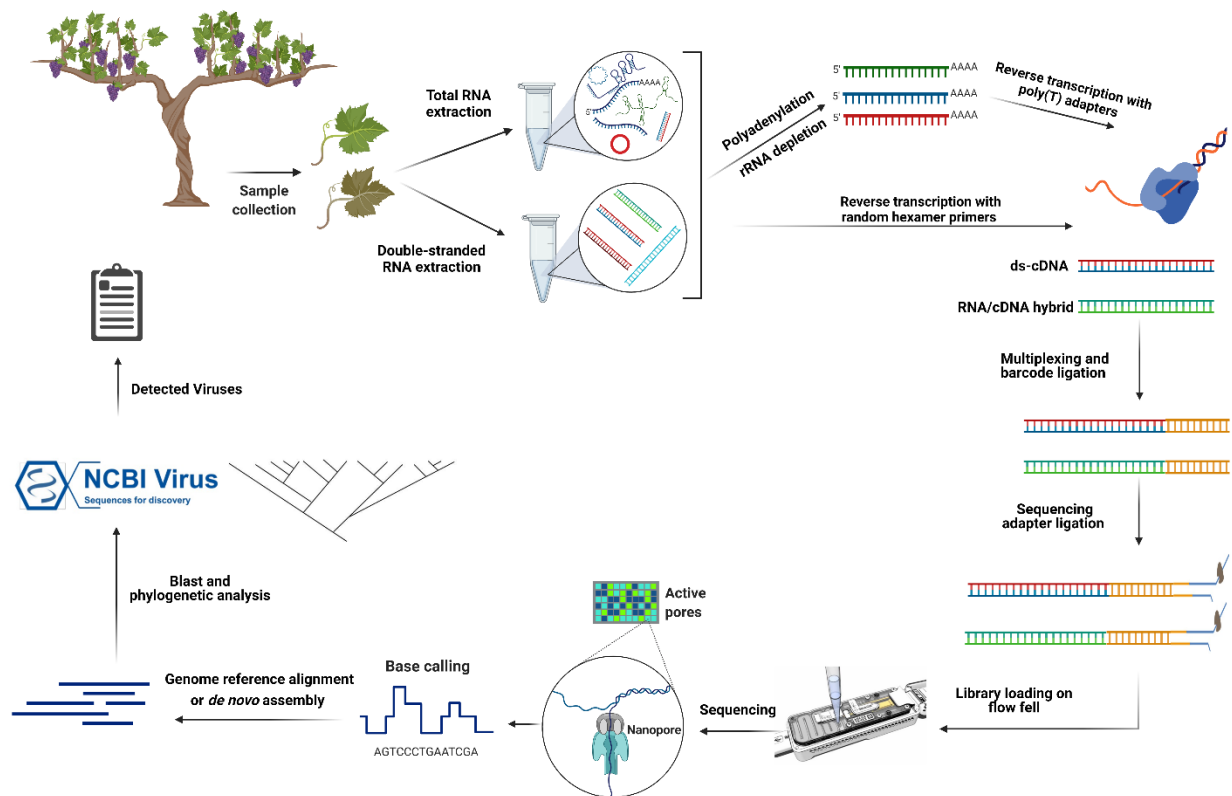 Sample
collection
Total RNA
extraction
AAAA
5'
Double-stranded
RNA extraction
Polyadenylation
rRNA depletion
5' AAAA
5' AAAA
5' AAAA
Reverse transcription with
poly(T) adapters
Reverse transcription with
random hexamer primers
ds-cDNA
RNA/cDNA hybrid
Multiplexing and
barcode ligation
Sequencing
adapter ligation
Library loading on
flow fell
Sequencing
Active
pores
Nanopore
Base calling
AGTCCCTGAATCGA
Genome reference alignment
or de novo assembly
Blast and
phylogenetic analysis
NCBI Virus
Sequences for discovery
Detected Viruses